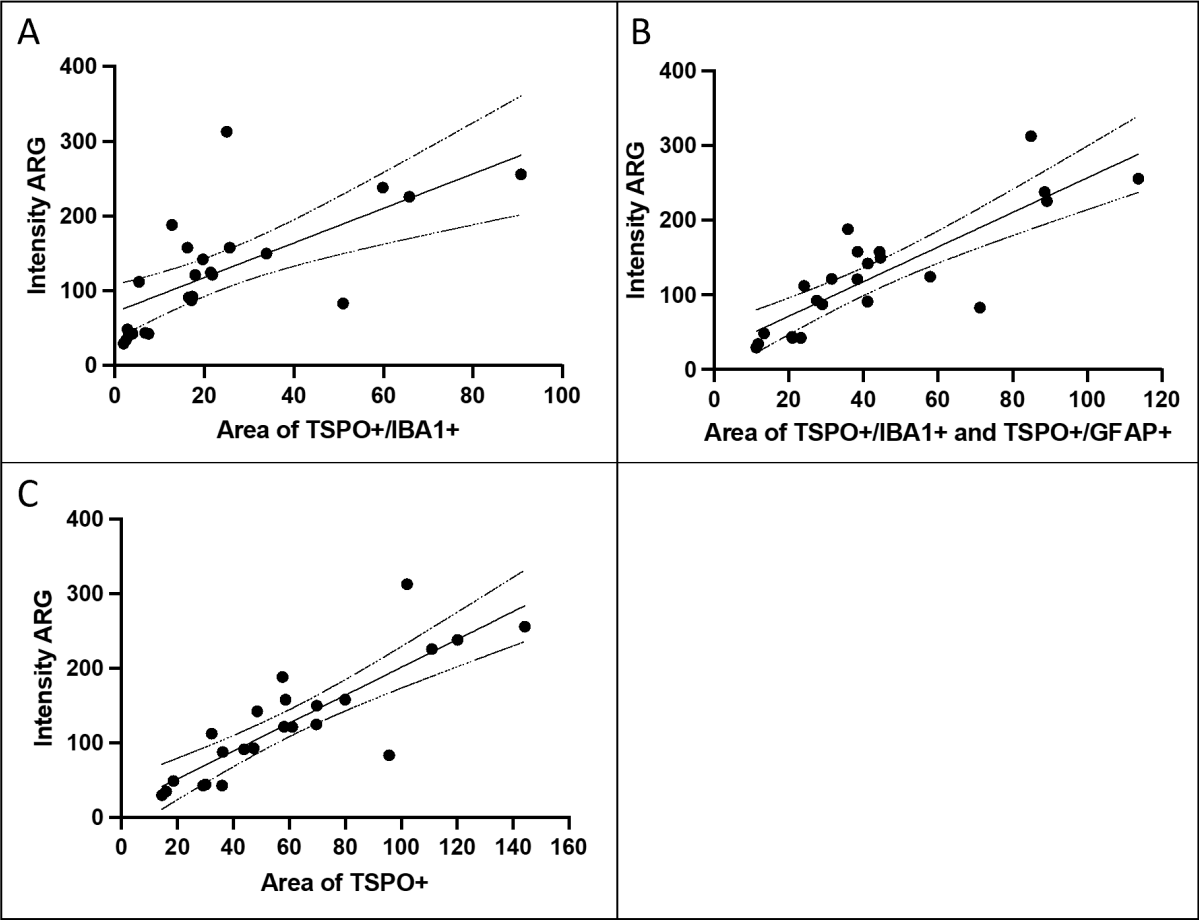 A
400
300
200
100
0
Intensity ARG
0 20 40 60 80 100
Area of TSPO+/IBA1+
B
400
300
200
100
0
Intensity ARG
0 20 40 60 80 100 120
Area of TSPO+/IBA1+ and TSPO+/GFAP+
C
400
300
200
100
0
Intensity ARG
0 20 40 60 80 100 120 140 160
Area of TSPO+